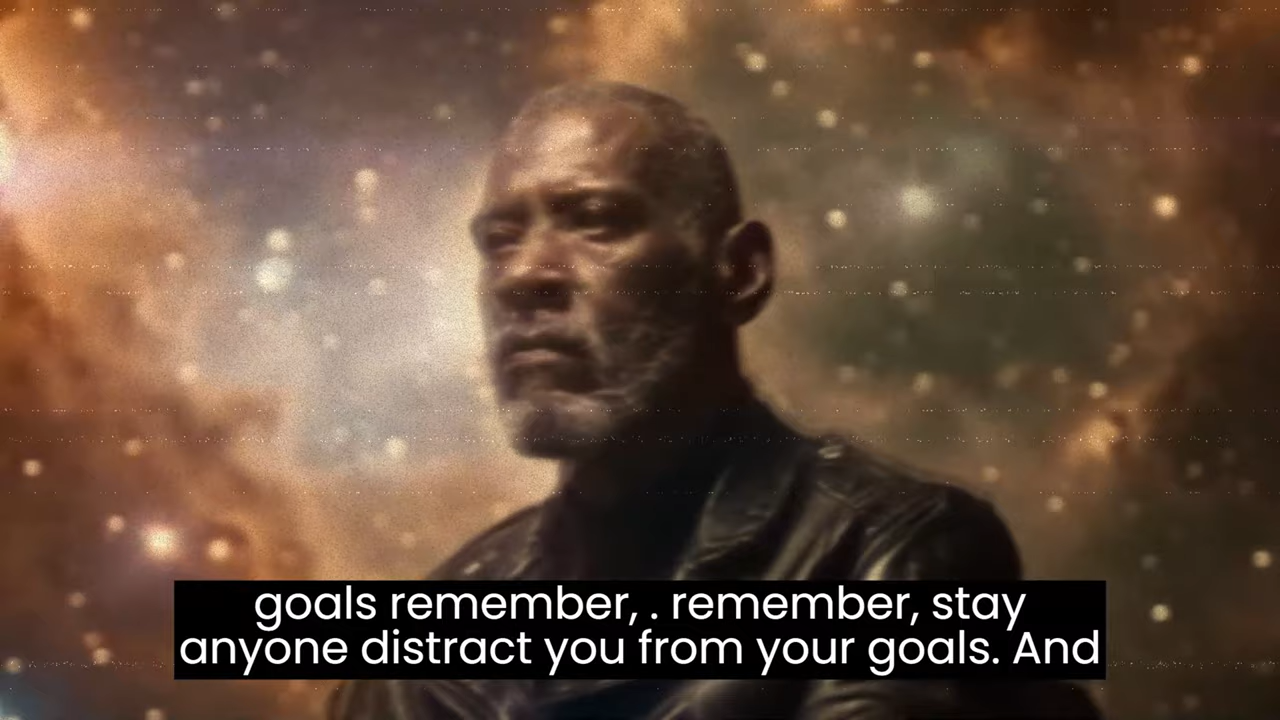 goals remember, . remember, stay
anyone distract you from your goals. And